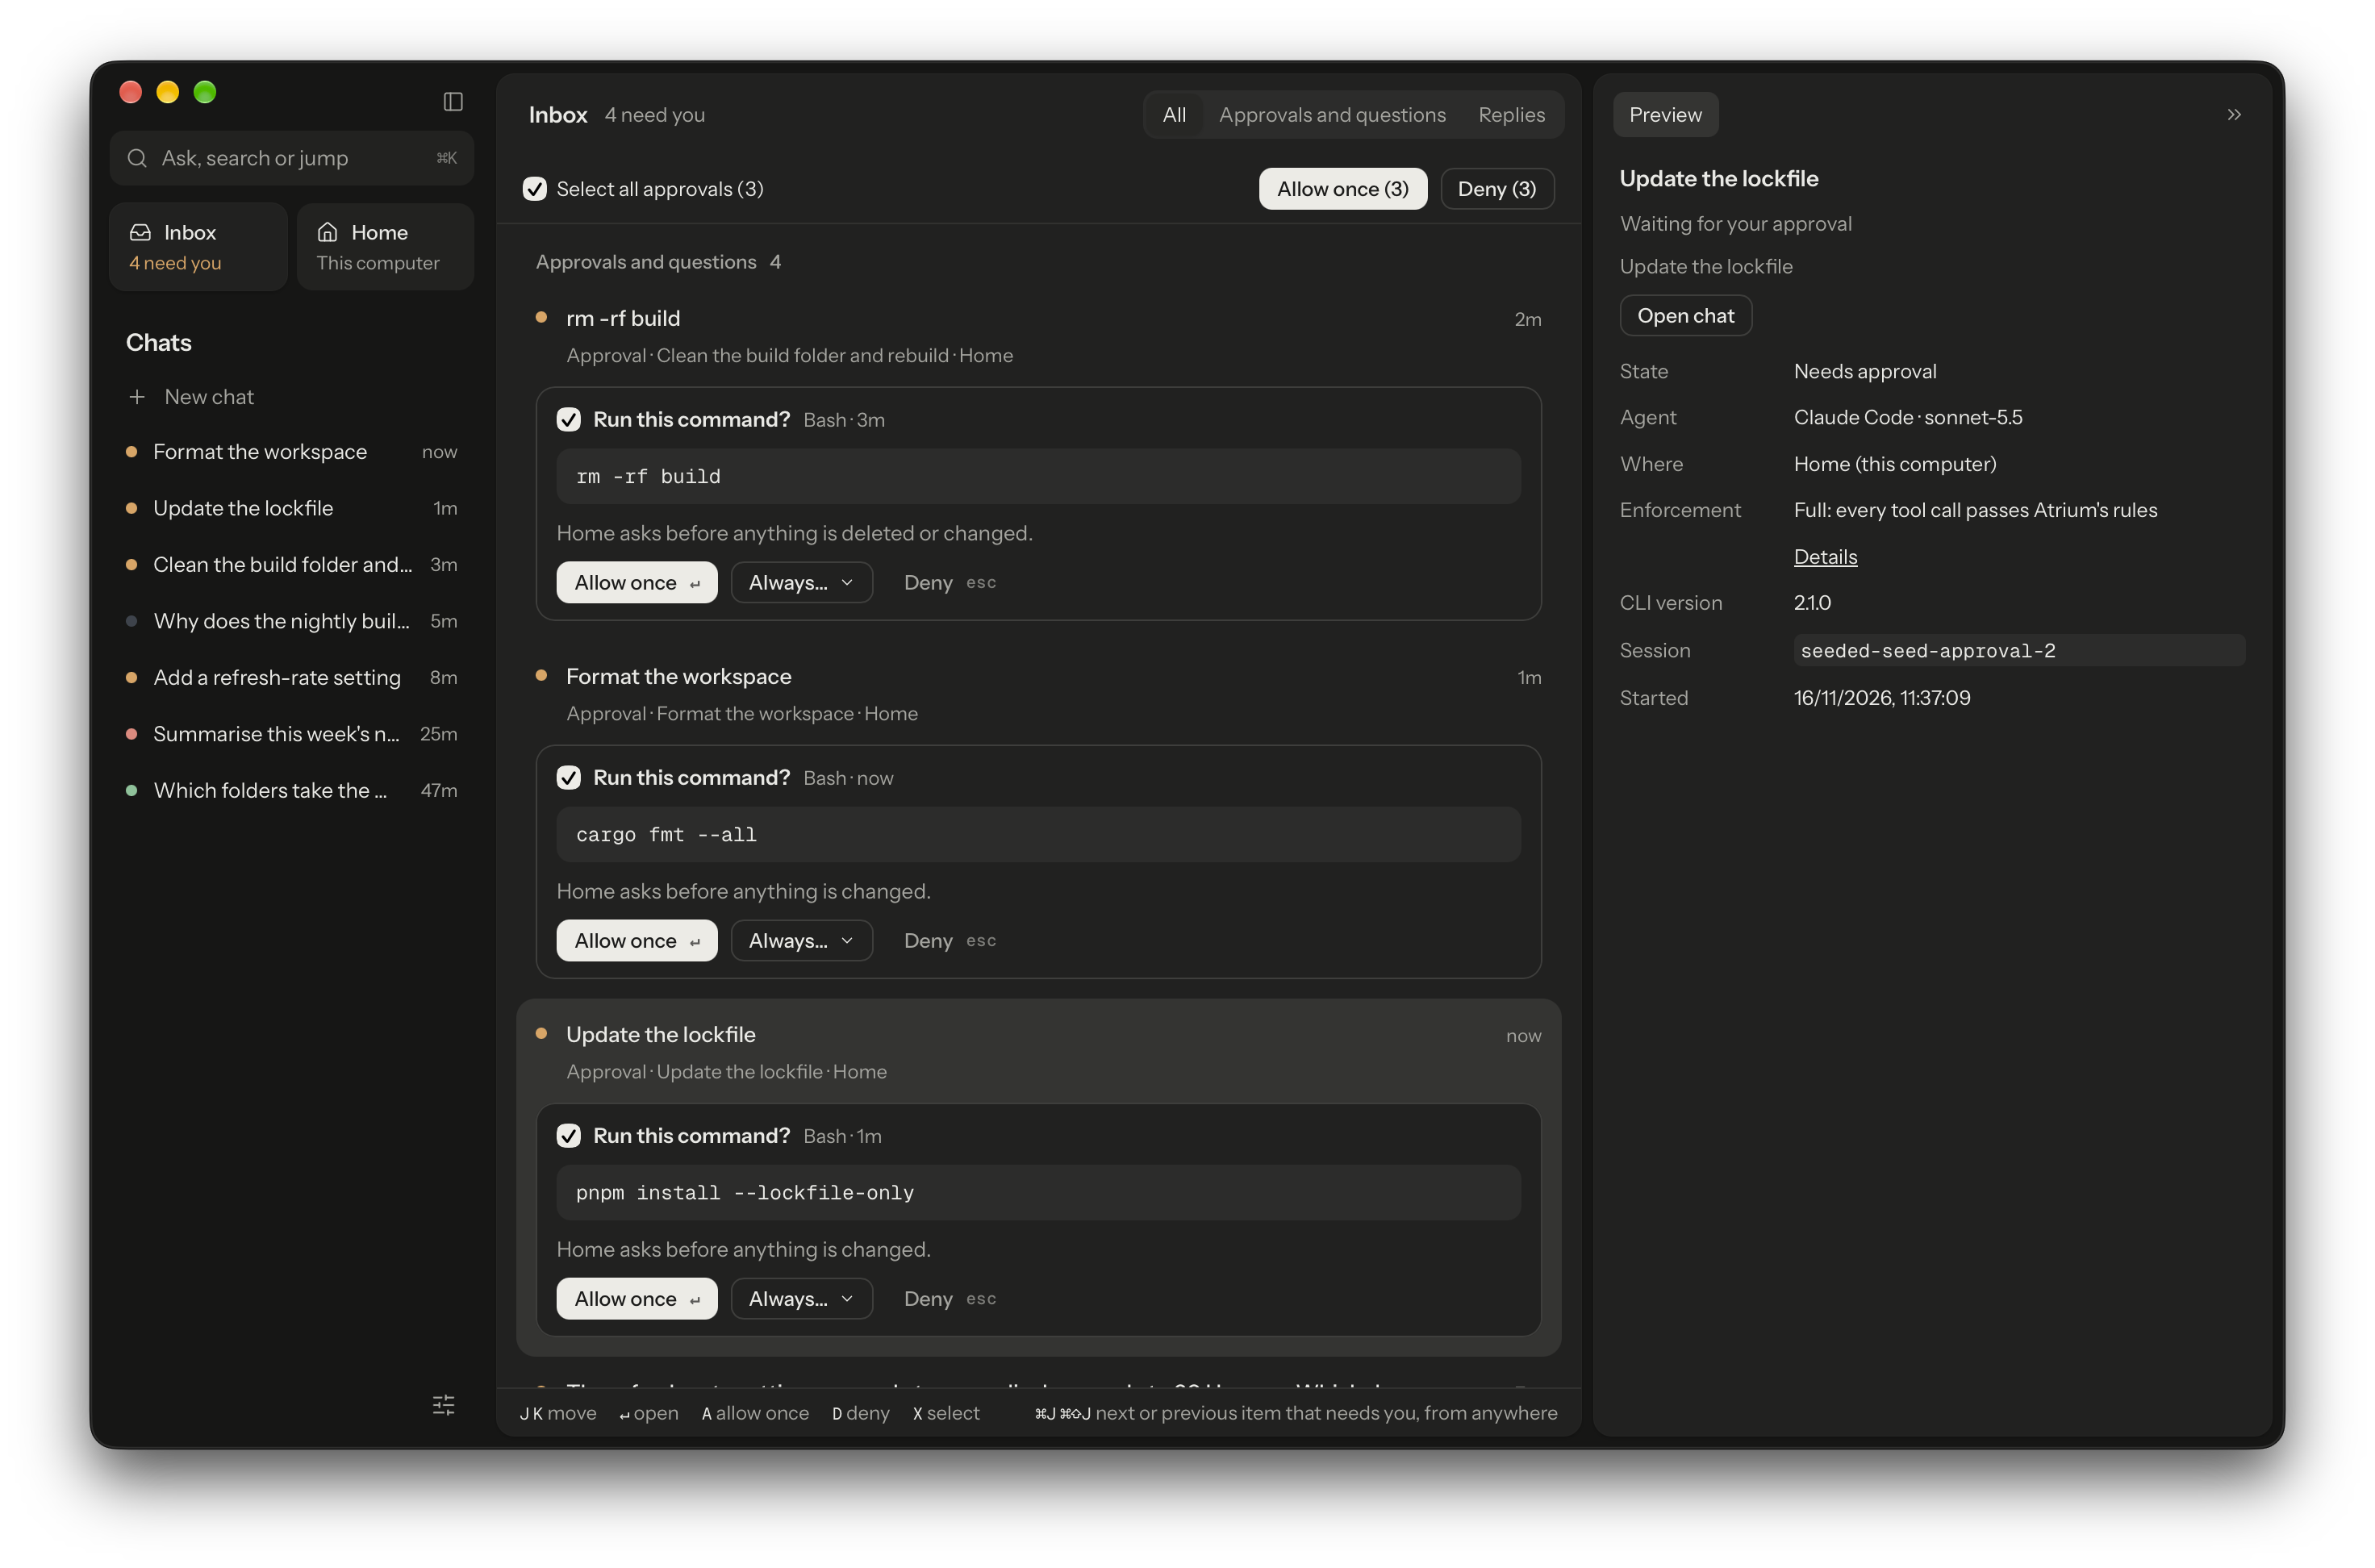 Ask, search or jump ⌘K
Inbox
4 need you
Home
This computer
Chats
New chat
Format the workspace now
Update the lockfile 1m
Clean the build folder and... 3m
Why does the nightly buil... 5m
Add a refresh-rate setting 8m
Summarise this week's n... 25m
Which folders take the ... 47m
Inbox 4 need you
All Approvals and questions Replies
Select all approvals (3) Allow once (3) Deny (3)
Approvals and questions 4
rm -rf build 2m
Approval · Clean the build folder and rebuild · Home
Run this command? Bash · 3m
rm -rf build
Home asks before anything is deleted or changed.
Allow once ↵ Always... Deny esc
Format the workspace 1m
Approval · Format the workspace · Home
Run this command? Bash · now
cargo fmt --all
Home asks before anything is changed.
Allow once ↵ Always... Deny esc
Update the lockfile now
Approval · Update the lockfile · Home
Run this command? Bash · 1m
pnpm install --lockfile-only
Home asks before anything is changed.
Allow once ↵ Always... Deny esc
J K move ↵ open A allow once D deny X select ⌘J ⌘⇧J next or previous item that needs you, from anywhere
Preview
Update the lockfile
Waiting for your approval
Update the lockfile
Open chat
State Needs approval
Agent Claude Code · sonnet-5.5
Where Home (this computer)
Enforcement Full: every tool call passes Atrium's rules
Details
CLI version 2.1.0
Session seeded-seed-approval-2
Started 16/11/2026, 11:37:09